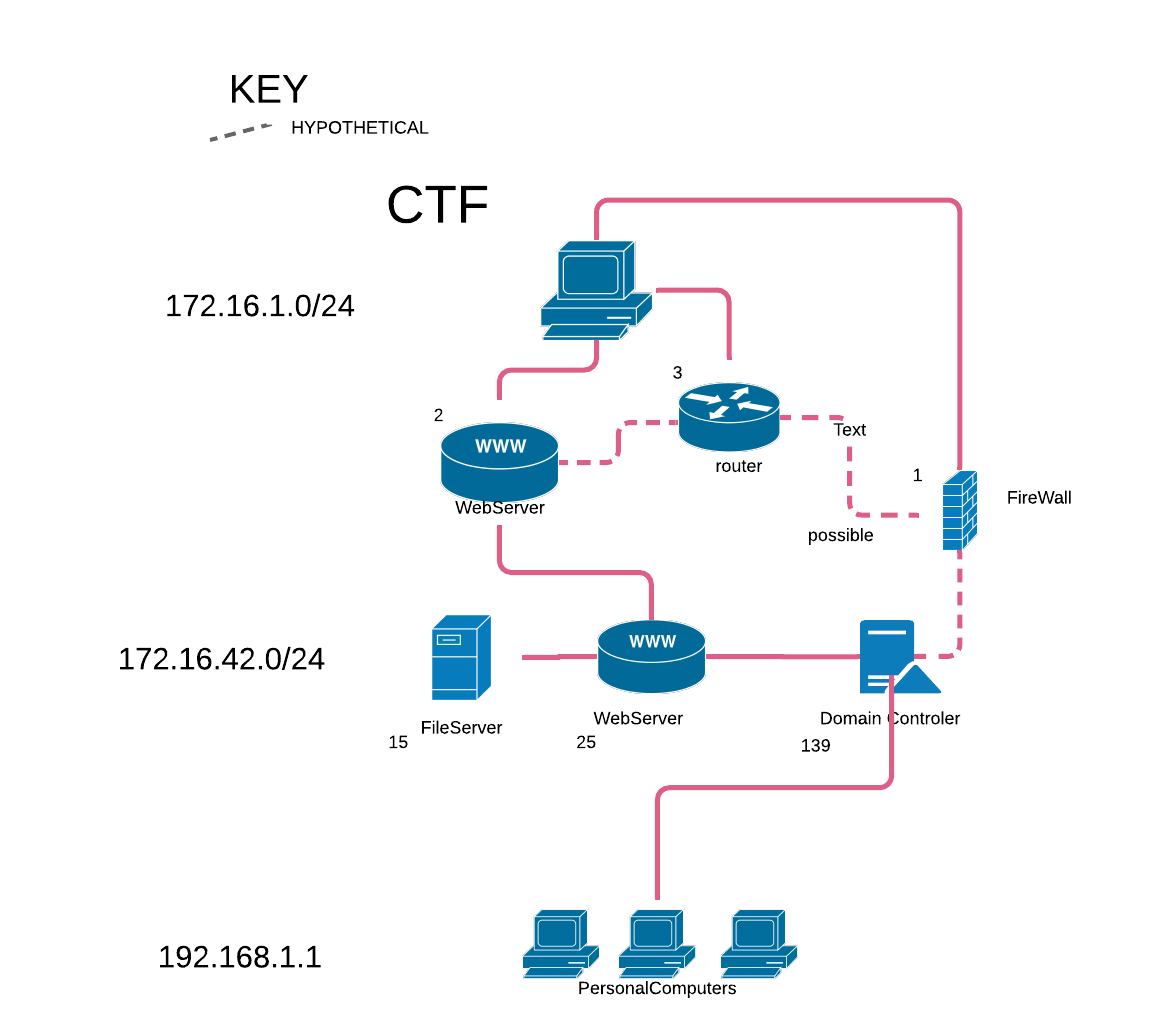 KEY
HYPOTHETICAL
CTF
172.16.1.0/24
3
2
WWW
Text
router
1
FireWall
WebServer
possible
WWW
172.16.42.0/24
WebServer
Domain Controler
FileServer
15
25
139
192.168.1.1
PersonalComputers